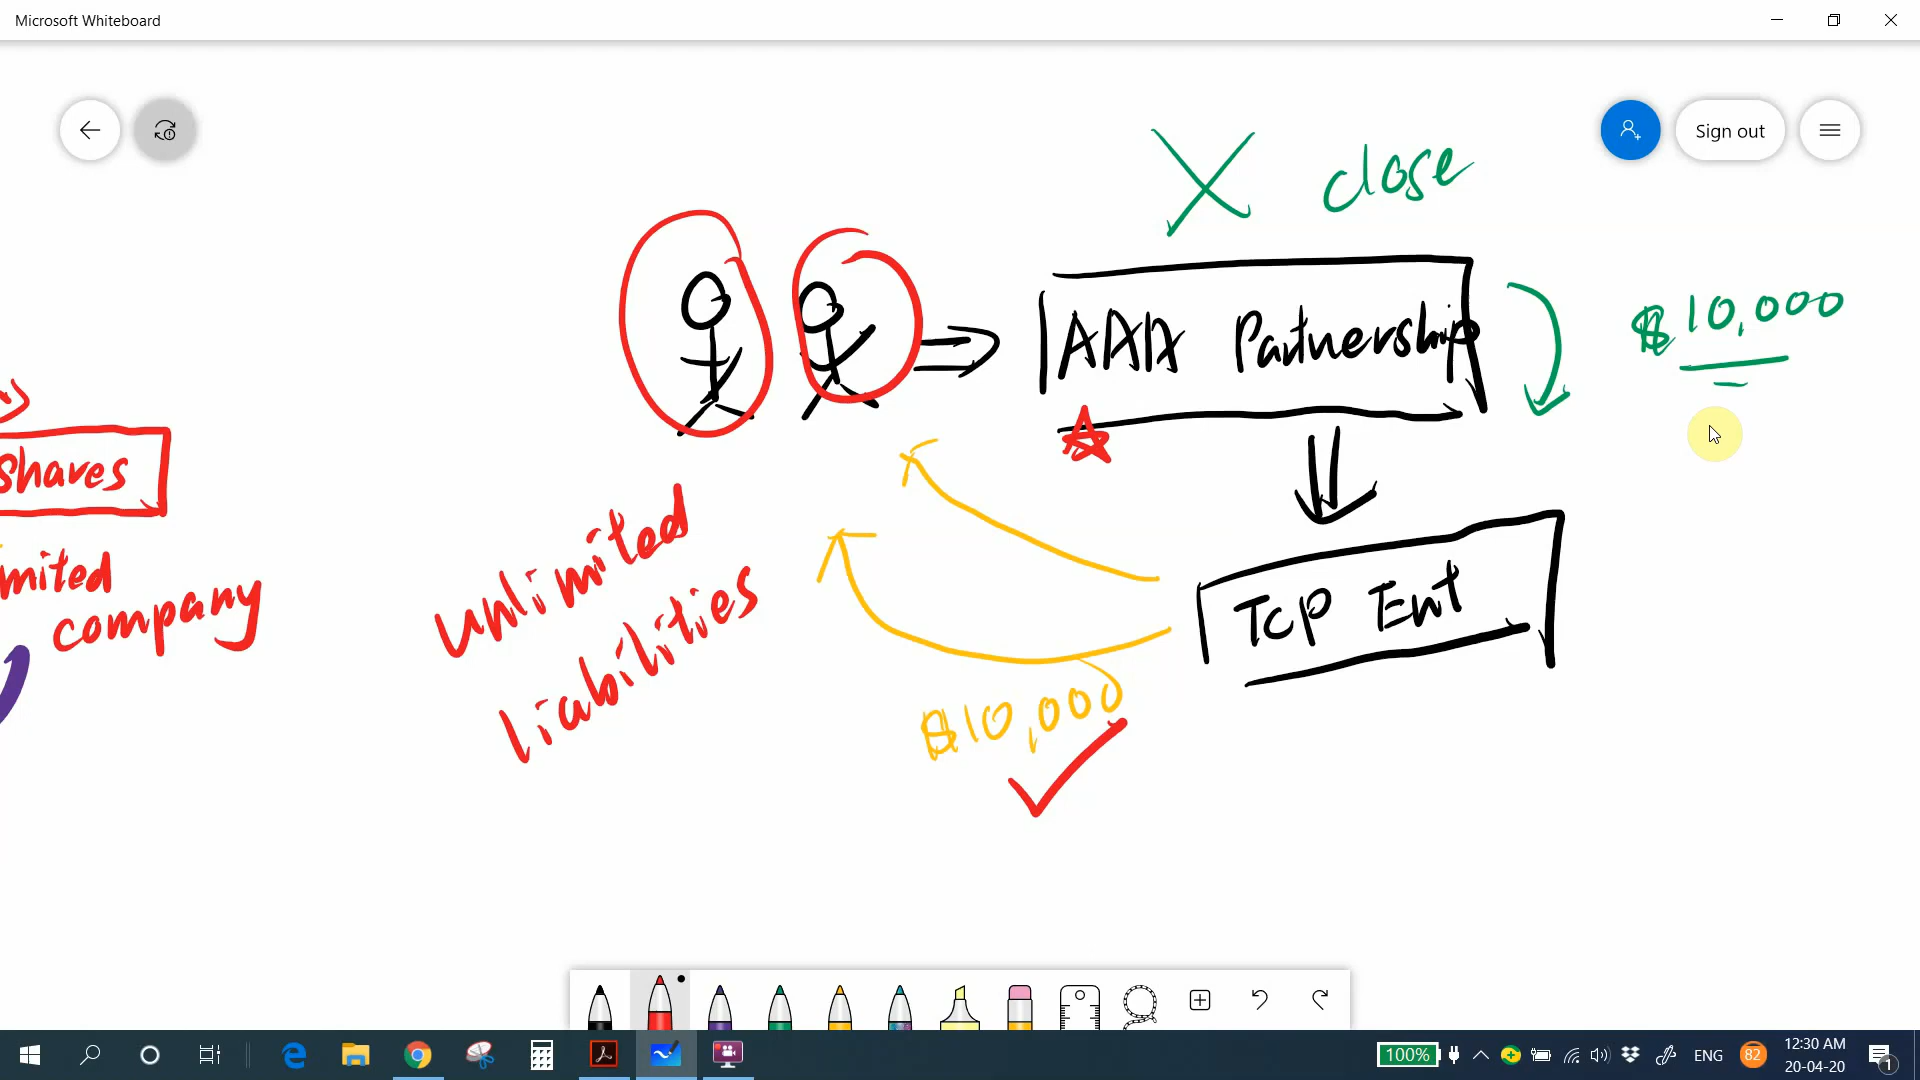 Microsoft Whiteboard
Sign out
X close
AAA Partnership
$10,000
shares
mited
company
unlimited
liabilities
TCP Ent
$10,000
100%
ENG
82
12:30 AM
20-04-20
1